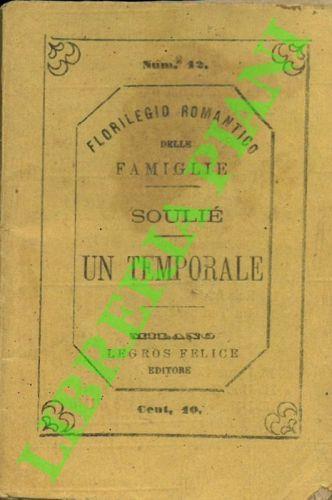 Num.° 12.
FLORILEGIO ROMANTICO
DELLE
FAMIGLIE
SOULIÉ
UN TEMPORALE
MILANO
LEGROS FELICE
EDITORE
Cent. 10.
LIBRERIA PIANI